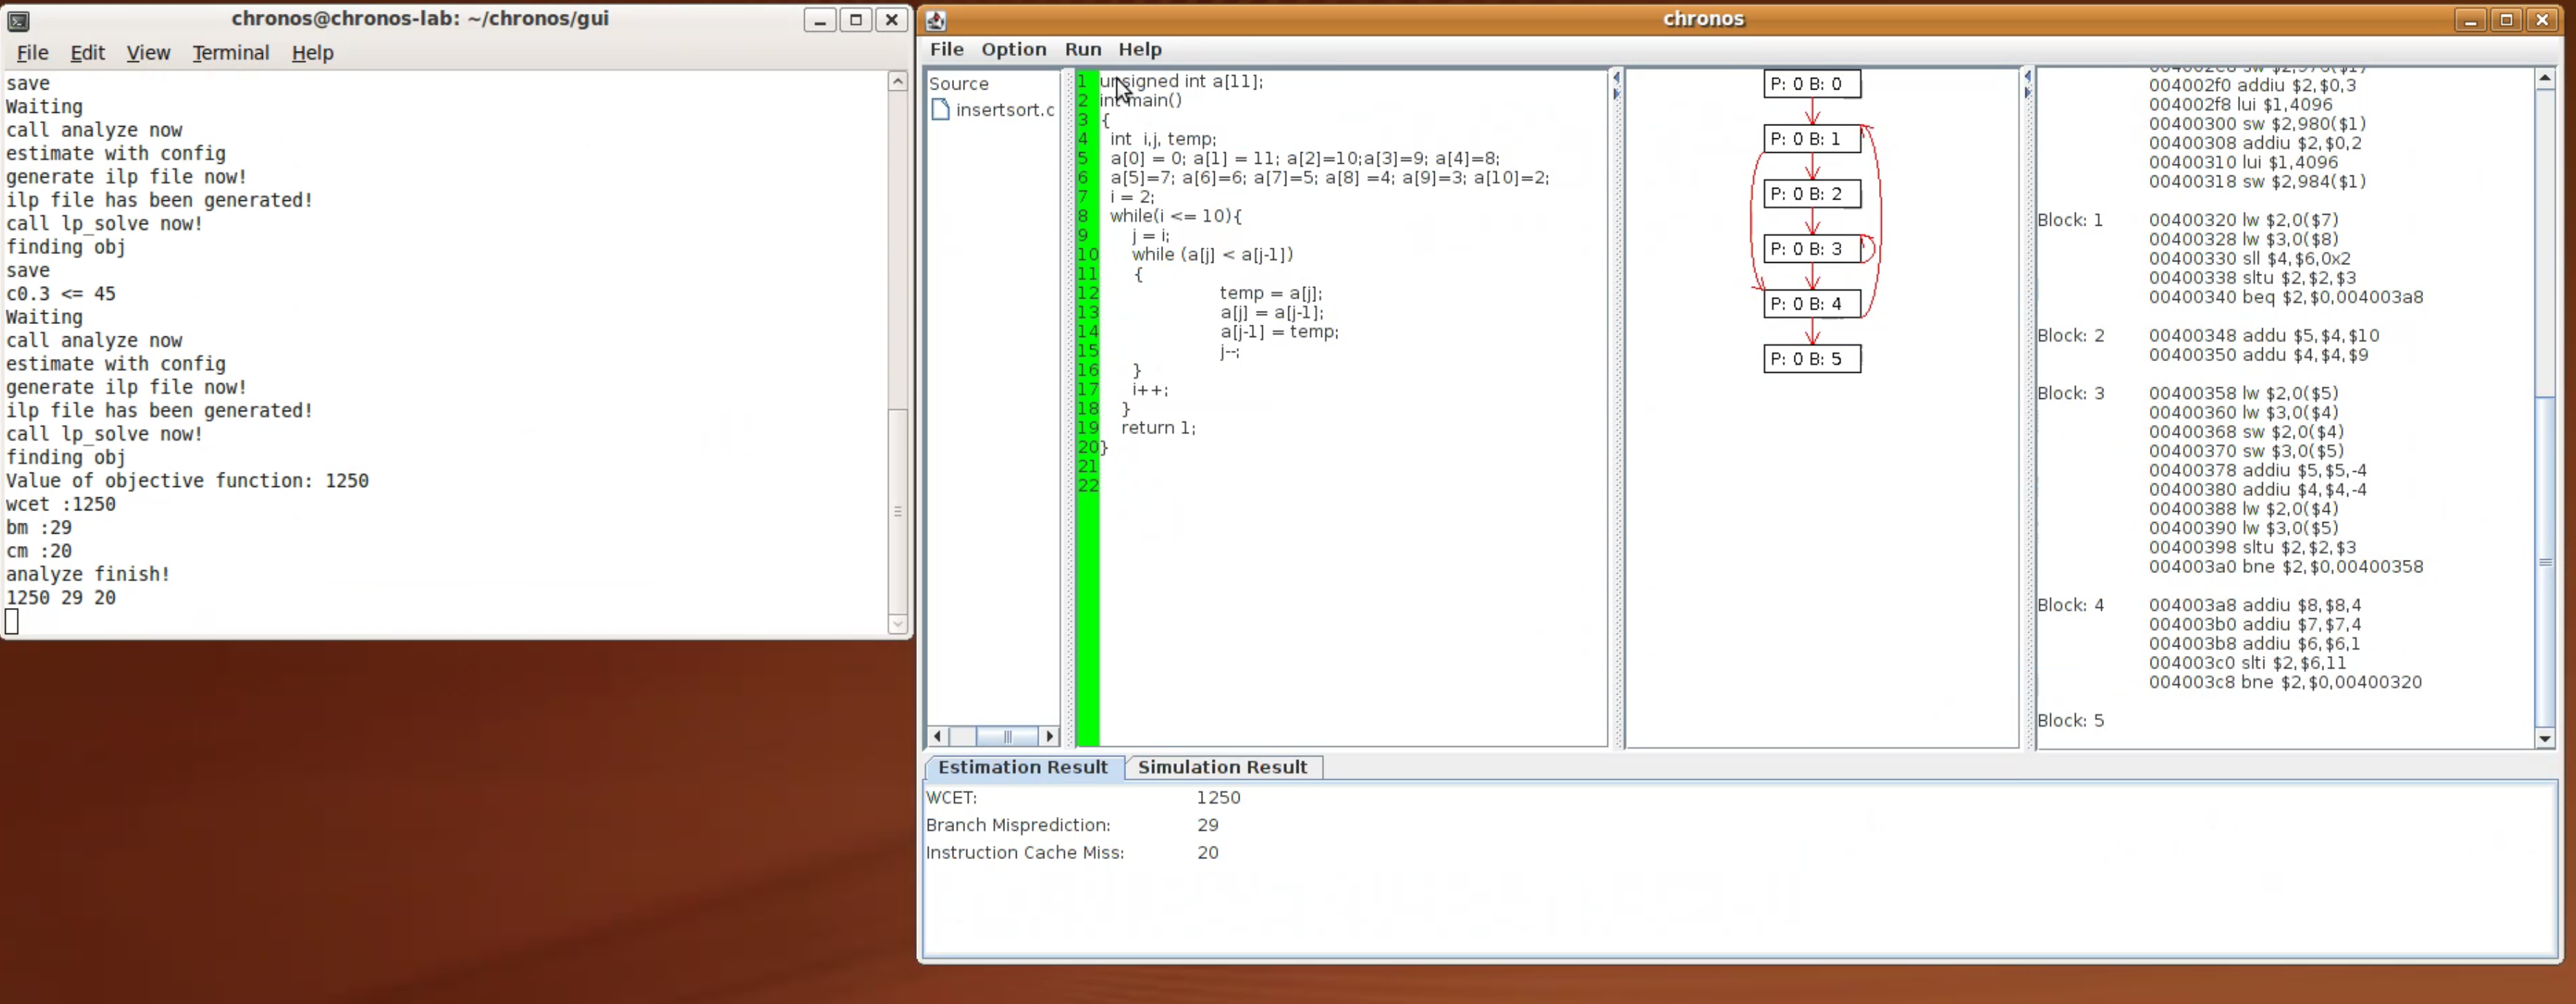 chronos@chronos-lab: ~/chronos/gui
File Edit View Terminal Help
save
Waiting
call analyze now
estimate with config
generate ilp file now!
ilp file has been generated!
call lp_solve now!
finding obj
save
c0.3 <= 45
Waiting
call analyze now
estimate with config
generate ilp file now!
ilp file has been generated!
call lp_solve now!
finding obj
Value of objective function: 1250
wcet :1250
bm :29
cm :20
analyze finish!
1250 29 20
chronos
File Option Run Help
Source
insertsort.c
1 unsigned int a[11];
2 int main()
3 {
4 int i,j, temp;
5 a[0] = 0; a[1] = 11; a[2]=10;a[3]=9; a[4]=8;
6 a[5]=7; a[6]=6; a[7]=5; a[8] =4; a[9]=3; a[10]=2;
7 i = 2;
8 while(i <= 10){
9 j = i;
10 while (a[j] < a[j-1])
11 {
12 temp = a[j];
13 a[j] = a[j-1];
14 a[j-1] = temp;
15 j--;
16 }
17 i++;
18 }
19 return 1;
20 }
21
22
P: 0 B: 0
P: 0 B: 1
P: 0 B: 2
P: 0 B: 3
P: 0 B: 4
P: 0 B: 5
004002f0 addiu $2,$0,3
004002f8 lui $1,4096
00400300 sw $2,980($1)
00400308 addiu $2,$0,2
00400310 lui $1,4096
00400318 sw $2,984($1)
Block: 1 00400320 lw $2,0($7)
00400328 lw $3,0($8)
00400330 sll $4,$6,0x2
00400338 sltu $2,$2,$3
00400340 beq $2,$0,004003a8
Block: 2 00400348 addu $5,$4,$10
00400350 addu $4,$4,$9
Block: 3 00400358 lw $2,0($5)
00400360 lw $3,0($4)
00400368 sw $2,0($4)
00400370 sw $3,0($5)
00400378 addiu $5,$5,-4
00400380 addiu $4,$4,-4
00400388 lw $2,0($4)
00400390 lw $3,0($5)
00400398 sltu $2,$2,$3
004003a0 bne $2,$0,00400358
Block: 4 004003a8 addiu $8,$8,4
004003b0 addiu $7,$7,4
004003b8 addiu $6,$6,1
004003c0 slti $2,$6,11
004003c8 bne $2,$0,00400320
Block: 5
Estimation Result Simulation Result
WCET: 1250
Branch Misprediction: 29
Instruction Cache Miss: 20